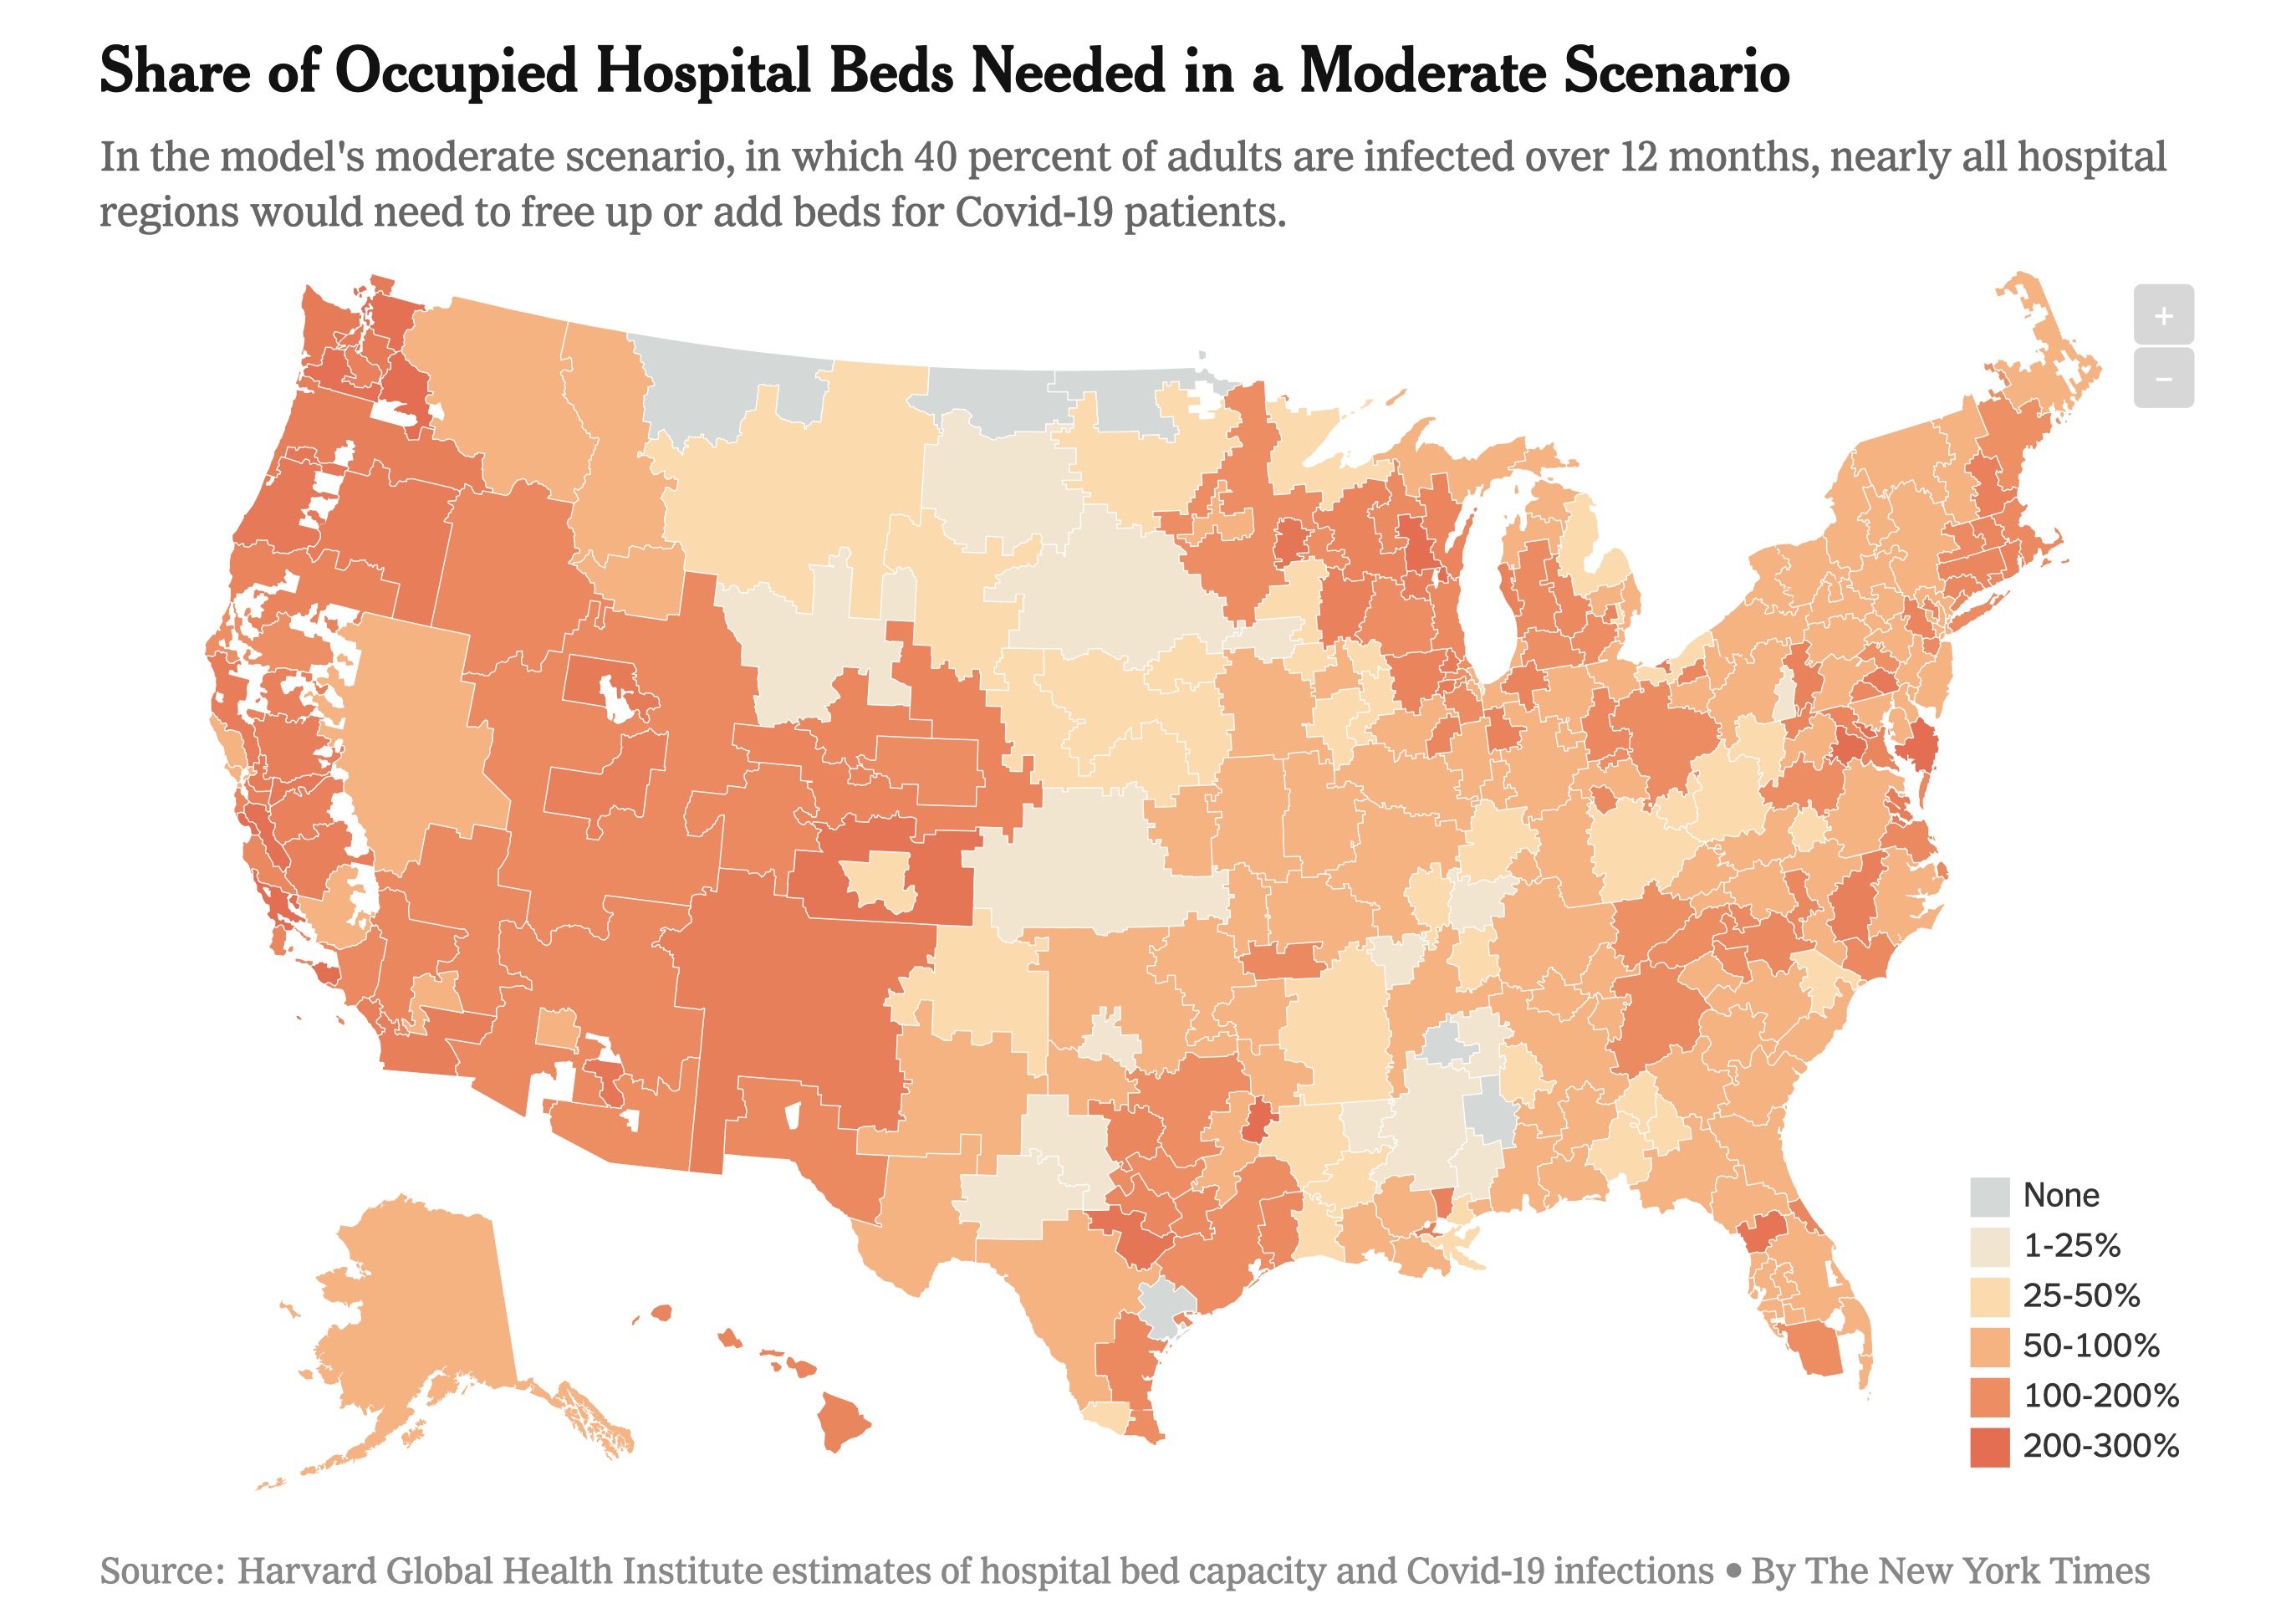 Share of Occupied Hospital Beds Needed in a Moderate Scenario
In the model's moderate scenario, in which 40 percent of adults are infected over 12 months, nearly all hospital
regions would need to free up or add beds for Covid-19 patients.
+
−
None
1-25%
25-50%
50-100%
100-200%
200-300%
Source: Harvard Global Health Institute estimates of hospital bed capacity and Covid-19 infections • By The New York Times